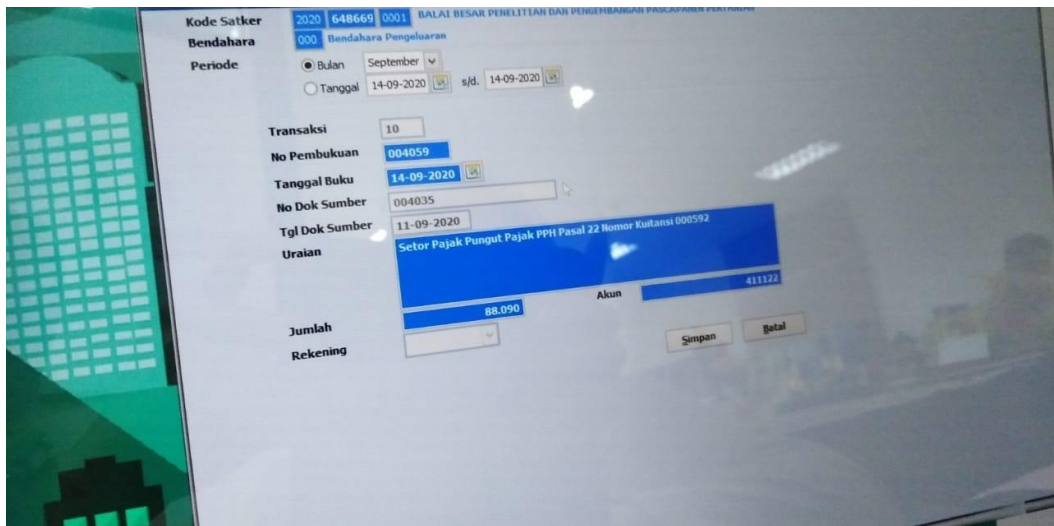 Kode Satker 2020 648669 0001 BALAI BESAR PENELITIAN DAN PENGEMBANGAN PASCAPANEN PERTANIAN
Bendahara 000 Bendahara Pengeluaran
Periode Bulan September
Tanggal 14-09-2020 s/d. 14-09-2020
Transaksi 10
No Pembukuan 004059
Tanggal Buku 14-09-2020
No Dok Sumber 004035
Tgl Dok Sumber 11-09-2020
Uraian Setor Pajak Pungut Pajak PPH Pasal 22 Nomor Kuitansi 000592
Akun 411122
Jumlah 88.090
Rekening
Simpan Batal